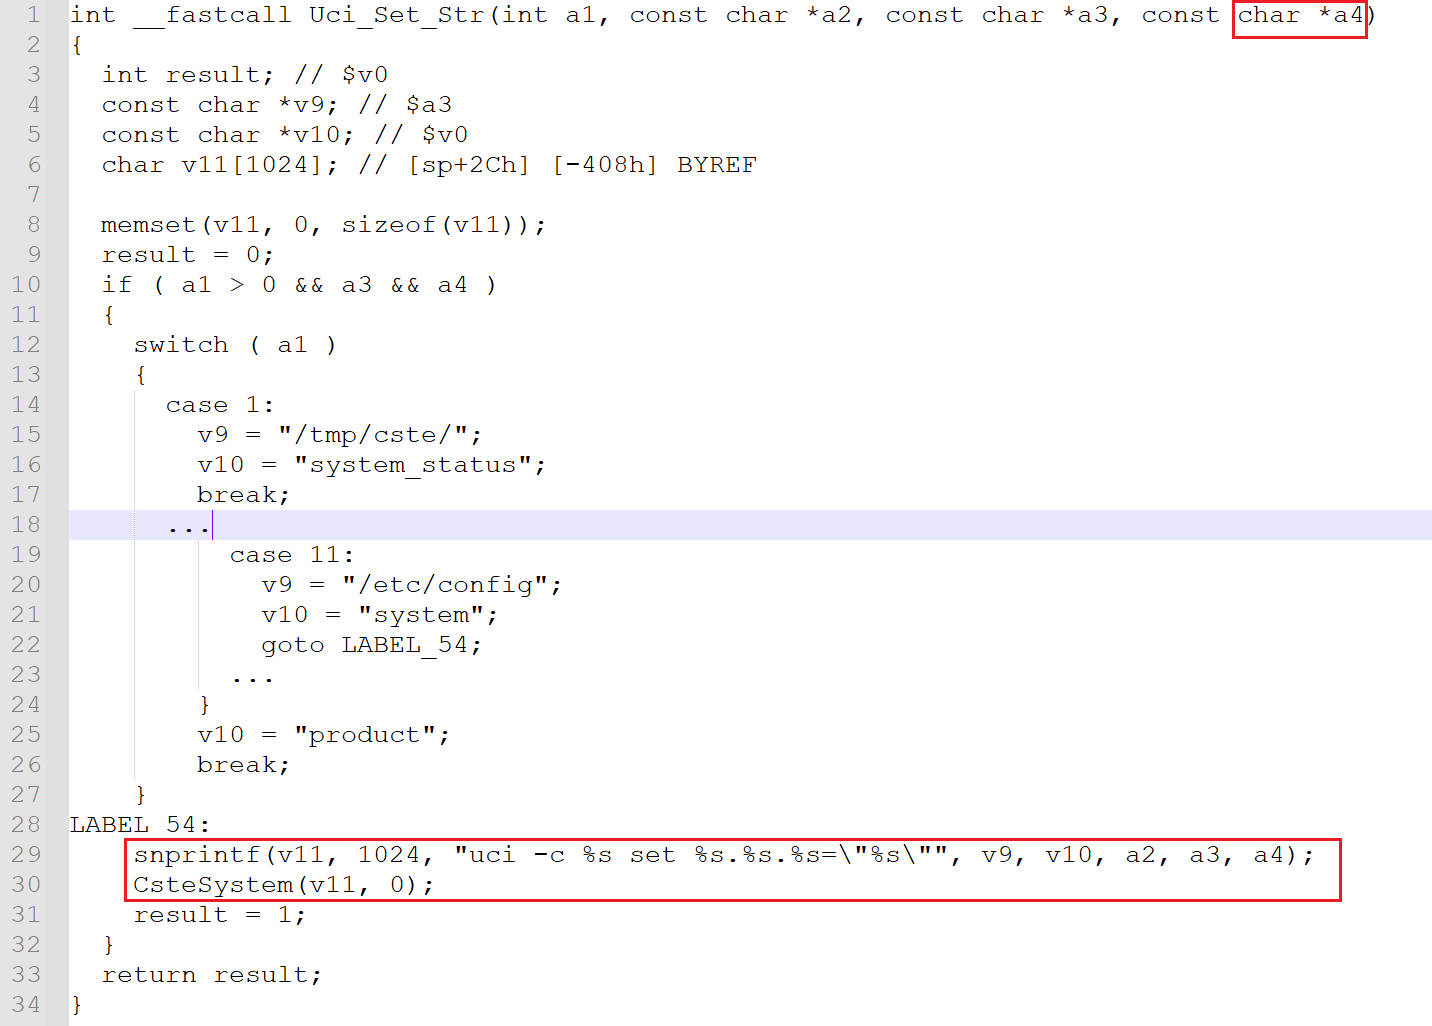 1 int __fastcall Uci_Set_Str(int a1, const char *a2, const char *a3, const char *a4)
2 {
3   int result; // $v0
4   const char *v9; // $a3
5   const char *v10; // $v0
6   char v11[1024]; // [sp+2Ch] [-408h] BYREF
7
8   memset(v11, 0, sizeof(v11));
9   result = 0;
10   if ( a1 > 0 && a3 && a4 )
11   {
12     switch ( a1 )
13     {
14       case 1:
15         v9 = "/tmp/cste/";
16         v10 = "system_status";
17         break;
18       ...
19           case 11:
20             v9 = "/etc/config";
21             v10 = "system";
22             goto LABEL_54;
23           ...
24         }
25         v10 = "product";
26         break;
27     }
28 LABEL_54:
29     snprintf(v11, 1024, "uci -c %s set %s.%s.%s=\"%s\"", v9, v10, a2, a3, a4);
30     CsteSystem(v11, 0);
31     result = 1;
32   }
33   return result;
34 }